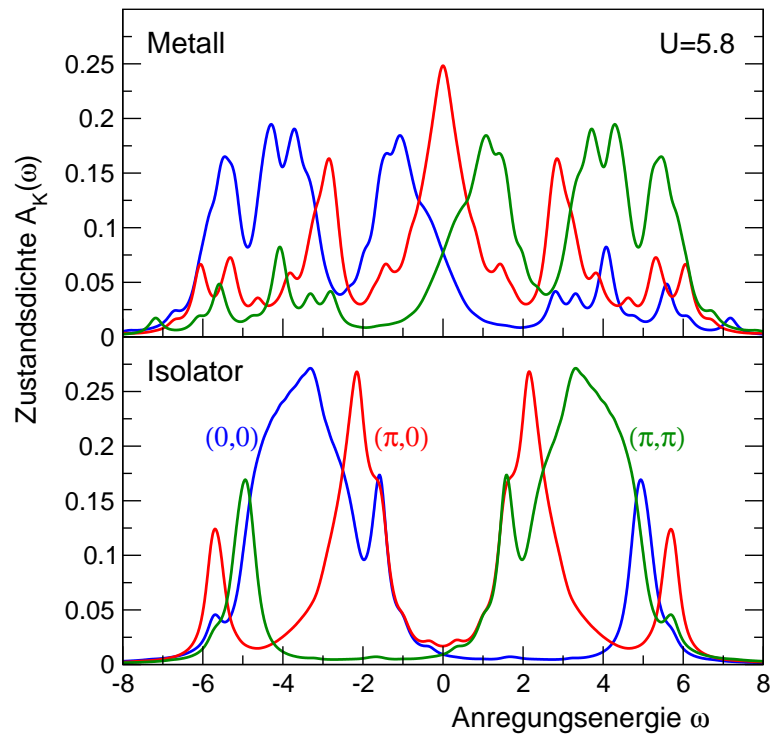 Metall U=5.8
0.25
0.2
0.15
0.1
0.05
0
Zustandsdichte A_K(ω)
Isolator
0.25
(0,0) (π,0) (π,π)
0.2
0.15
0.1
0.05
0
-8 -6 -4 -2 0 2 4 6 8
Anregungsenergie ω